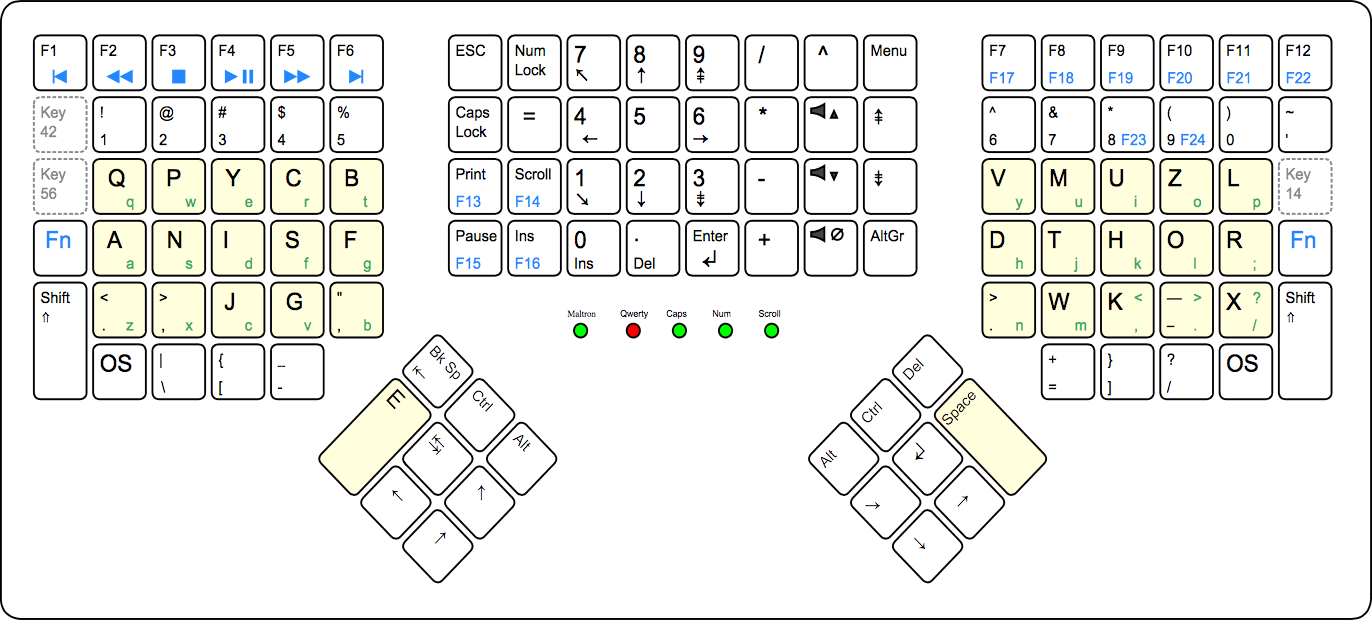 F1 F2 F3 F4 F5 F6
ESC Num Lock 7 8 9 / ^ Menu
F7 F8 F9 F10 F11 F12
F17 F18 F19 F20 F21 F22
Key 42 ! 1 @ 2 # 3 $ 4 % 5
Caps Lock = 4 ← 5 6 → *
^ 6 & 7 * 8 F23 ( 9 F24 ) 0 ~ '
Key 56 Q q P w Y e C r B t
Print F13 Scroll F14 1 ↘ 2 ↓ 3 -
V y M u U i Z o L p Key 14
Fn A a N s I d S f F g
Pause F15 Ins F16 0 Ins . Del Enter + AltGr
D h T j H k O l R ; Fn
Shift ⇑ < . z > , x J c G v " , b
Maltron Qwerty Caps Num Scroll
> . n W m K < , — > _ . X ? / Shift ⇑
OS | \ { [ _ -
+ = } ] ? / OS
Bk Sp
E Ctrl
Alt
Del
Ctrl Space
Alt